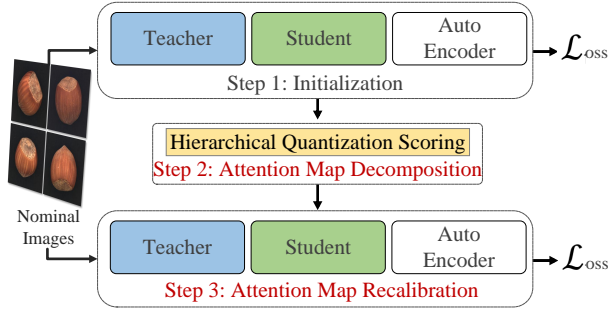 Teacher
Student
Auto
Encoder
ℒoss
Step 1: Initialization
Hierarchical Quantization Scoring
Step 2: Attention Map Decomposition
Nominal
Images
Teacher
Student
Auto
Encoder
ℒoss
Step 3: Attention Map Recalibration